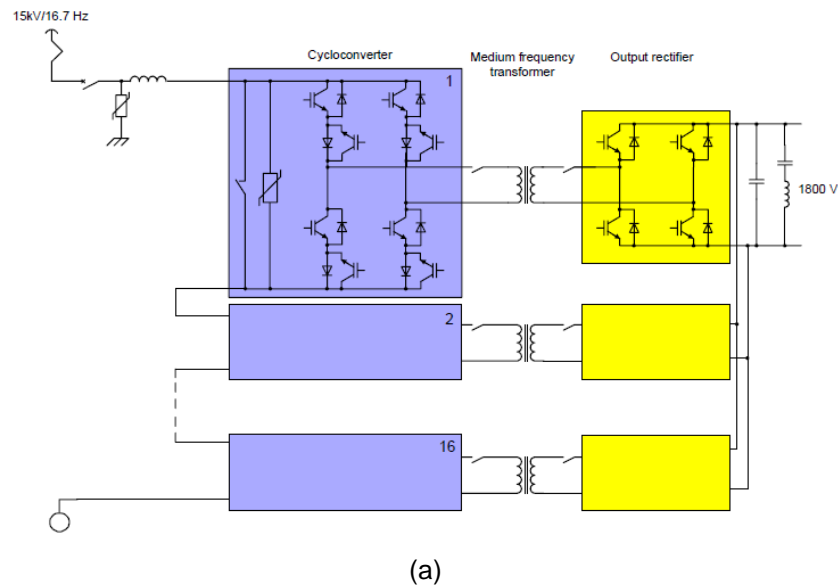 15kV/16.7 Hz
Cycloconverter
Medium frequency
transformer
Output rectifier
1
1800 V
2
16
(a)